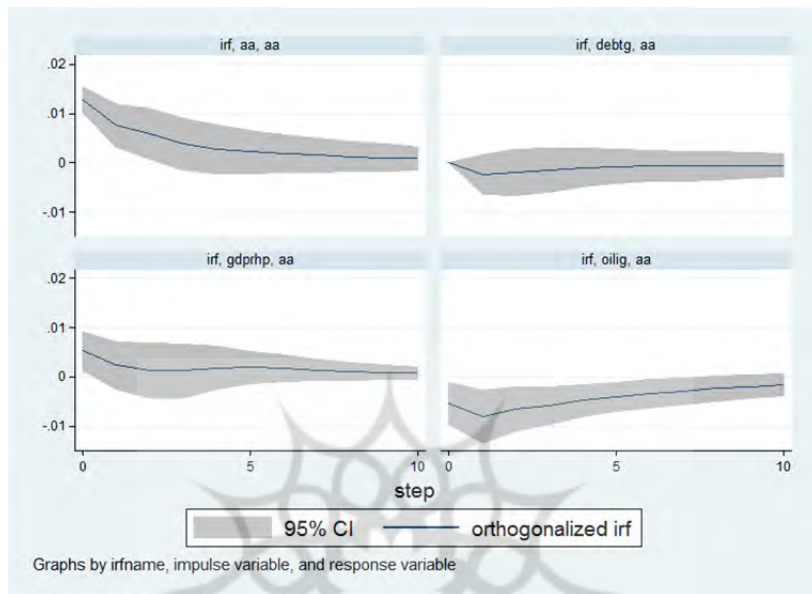 irf, aa, aa
irf, debtg, aa
.02
.01
0
-.01
irf, gdprhp, aa
irf, oilig, aa
.02
.01
0
-.01
0
5
10
0
5
10
step
95% CI
orthogonalized irf
Graphs by irfname, impulse variable, and response variable